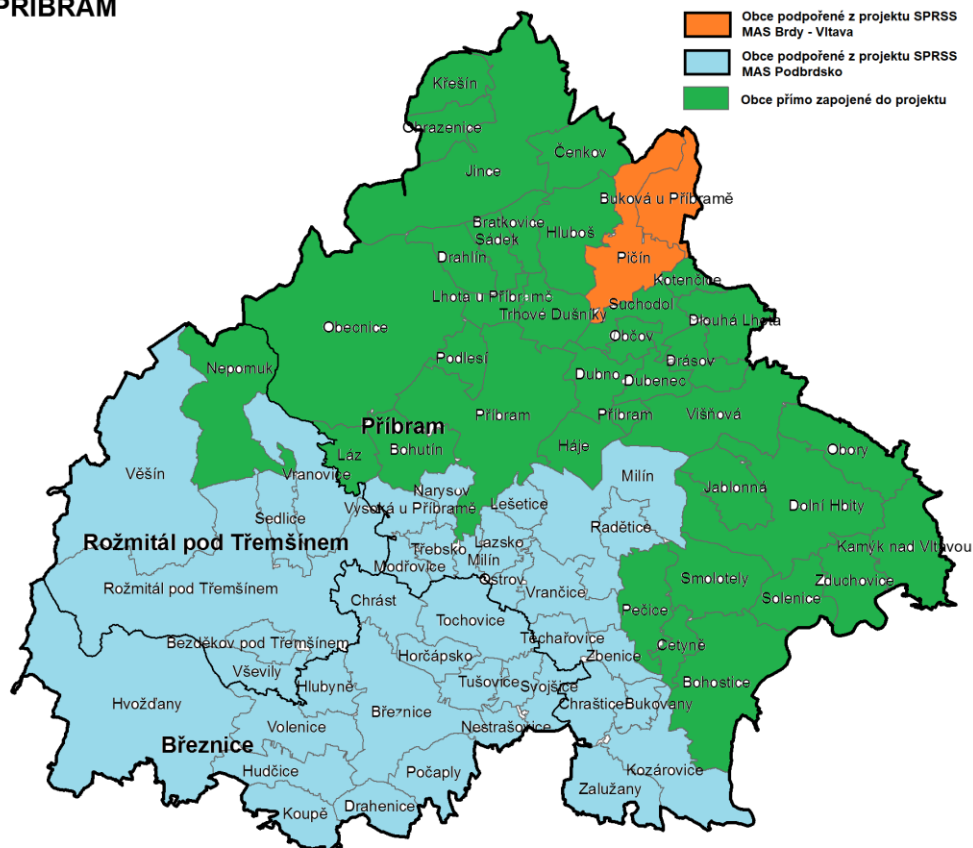 PŘÍBRAM
Obce podpořené z projektu SPRSS
MAS Brdy - Vltava
Obce podpořené z projektu SPRSS
MAS Podbrdsko
Obce přímo zapojené do projektu
Křešín
Ohrazenice
Čenkov
Jince
Buková u Příbramě
Bratkovice
Hluboš
Sádek
Pičín
Drahlín
Kotenčice
Lhota u Příbramě
Suchodol
Trhové Dušníky
Dlouhá Lhota
Obecnice
Občov
Podlesí
Drásov
Nepomuk
Dubno
Dubenec
Příbram
Příbram
Višňová
Příbram
Láz
Bohutín
Háje
Obory
Věšín
Vranovice
Milín
Narysov
Jablonná
Vysoká u Příbramě
Lešetice
Dolní Hbity
Sedlice
Radětice
Rožmitál pod Třemšínem
Třebsko
Lazsko
Kamýk nad Vltavou
Milín
Modřovice
Ostrov
Smolotely
Zduchovice
Rožmitál pod Třemšínem
Vrančice
Solenice
Chrást
Pečice
Tochovice
Bezděkov pod Třemšínem
Těchařovice
Cetyně
Horčápsko
Zbenice
Vševily
Hlubyně
Tušovice
Svojšice
Bohostice
Hvožďany
Březnice
Chraštice
Bukovany
Volenice
Nestrašovice
Březnice
Hudčice
Počaply
Kozárovice
Zalužany
Koupě
Drahenice